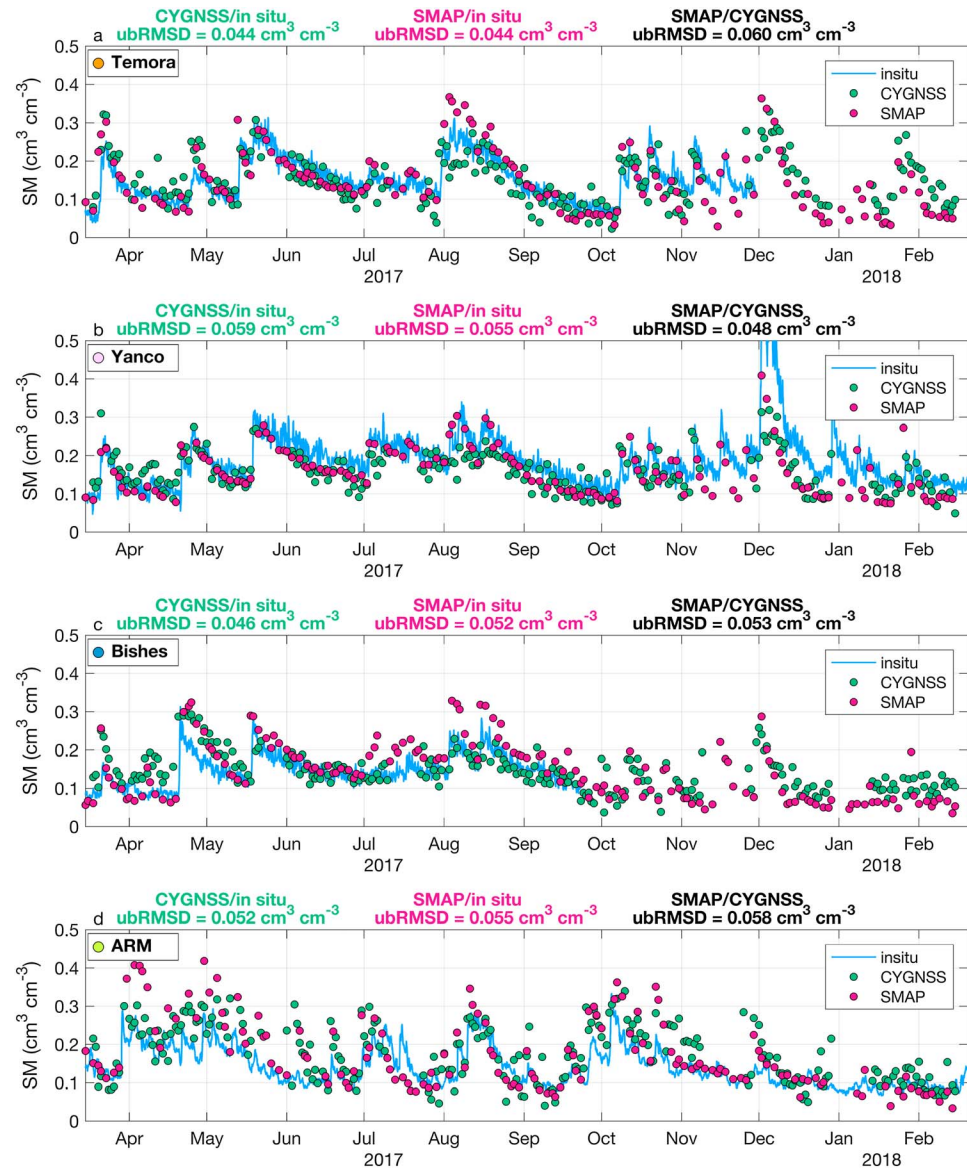 CYGNSS/in situ SMAP/in situ SMAP/CYGNSS
a ubRMSD = 0.044 cm³ cm⁻³ ubRMSD = 0.044 cm³ cm⁻³ ubRMSD = 0.060 cm³ cm⁻³
0.5
Temora
insitu
0.4
CYGNSS
SMAP
0.3
SM (cm³ cm⁻³)
0.2
0.1
0
Apr May Jun Jul Aug Sep Oct Nov Dec Jan Feb
2017 2018
CYGNSS/in situ SMAP/in situ SMAP/CYGNSS
b ubRMSD = 0.059 cm³ cm⁻³ ubRMSD = 0.055 cm³ cm⁻³ ubRMSD = 0.048 cm³ cm⁻³
0.5
Yanco
insitu
0.4
CYGNSS
SMAP
0.3
SM (cm³ cm⁻³)
0.2
0.1
0
Apr May Jun Jul Aug Sep Oct Nov Dec Jan Feb
2017 2018
CYGNSS/in situ SMAP/in situ SMAP/CYGNSS
c ubRMSD = 0.046 cm³ cm⁻³ ubRMSD = 0.052 cm³ cm⁻³ ubRMSD = 0.053 cm³ cm⁻³
0.5
Bishes
insitu
0.4
CYGNSS
SMAP
0.3
SM (cm³ cm⁻³)
0.2
0.1
0
Apr May Jun Jul Aug Sep Oct Nov Dec Jan Feb
2017 2018
CYGNSS/in situ SMAP/in situ SMAP/CYGNSS
d ubRMSD = 0.052 cm³ cm⁻³ ubRMSD = 0.055 cm³ cm⁻³ ubRMSD = 0.058 cm³ cm⁻³
0.5
ARM
insitu
0.4
CYGNSS
SMAP
0.3
SM (cm³ cm⁻³)
0.2
0.1
0
Apr May Jun Jul Aug Sep Oct Nov Dec Jan Feb
2017 2018